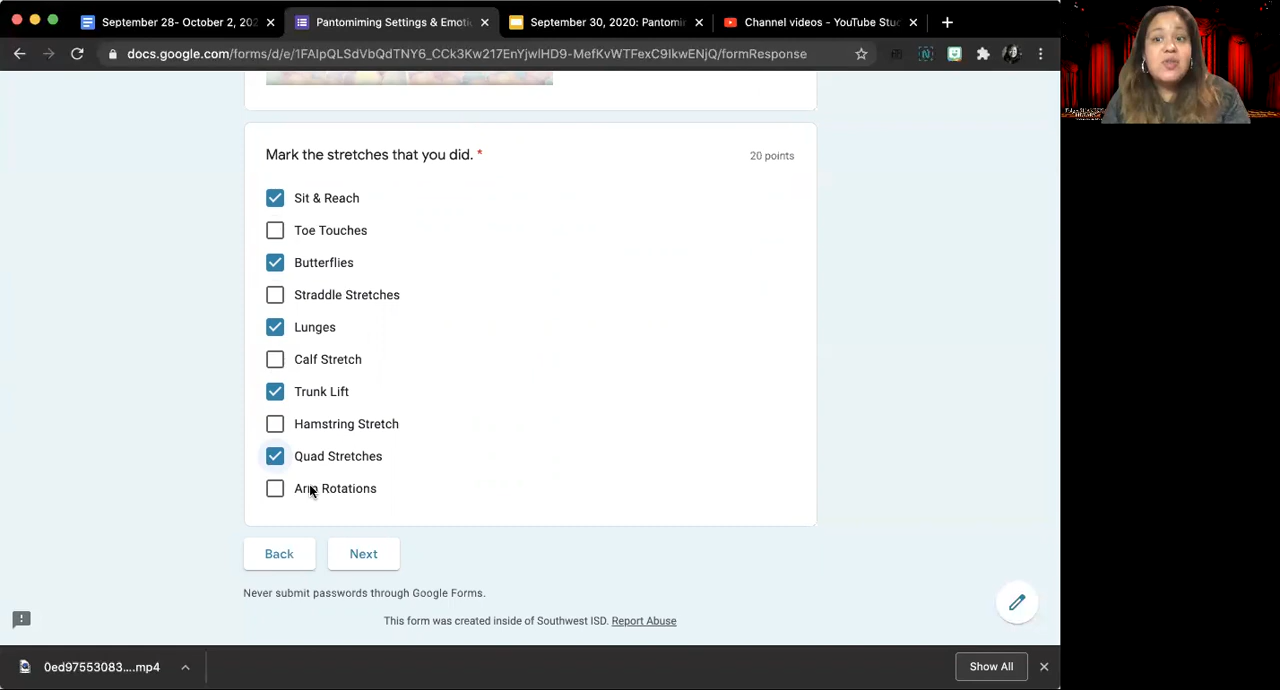 September 28- October 2, 202
Pantomiming Settings & Emoti
September 30, 2020: Pantomim
Channel videos - YouTube Stud
docs.google.com/forms/d/e/1FAIpQLSdVbQdTNY6_CCk3Kw217EnYjwIHD9-MefKvWTFexC9IkwENjQ/formResponse
Mark the stretches that you did. *
20 points
Sit & Reach
Toe Touches
Butterflies
Straddle Stretches
Lunges
Calf Stretch
Trunk Lift
Hamstring Stretch
Quad Stretches
Arm Rotations
Back
Next
Never submit passwords through Google Forms.
This form was created inside of Southwest ISD. Report Abuse
0ed97553083....mp4
Show All